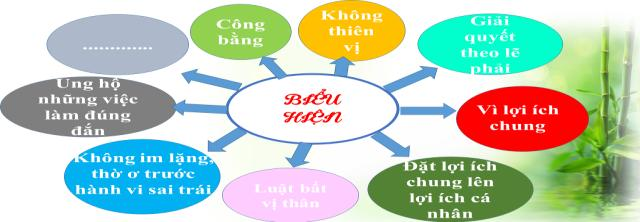 .............
Công
bằng
Không
thiên
vị
Giải
quyết
theo lẽ
phải
Ủng hộ
những việc
làm đúng
đắn
BIỂU
HIỆN
Vì lợi ích
chung
Không im lặng,
thờ ơ trước
hành vi sai trái
Luật bất
vị thân
Đặt lợi ích
chung lên
lợi ích cá
nhân